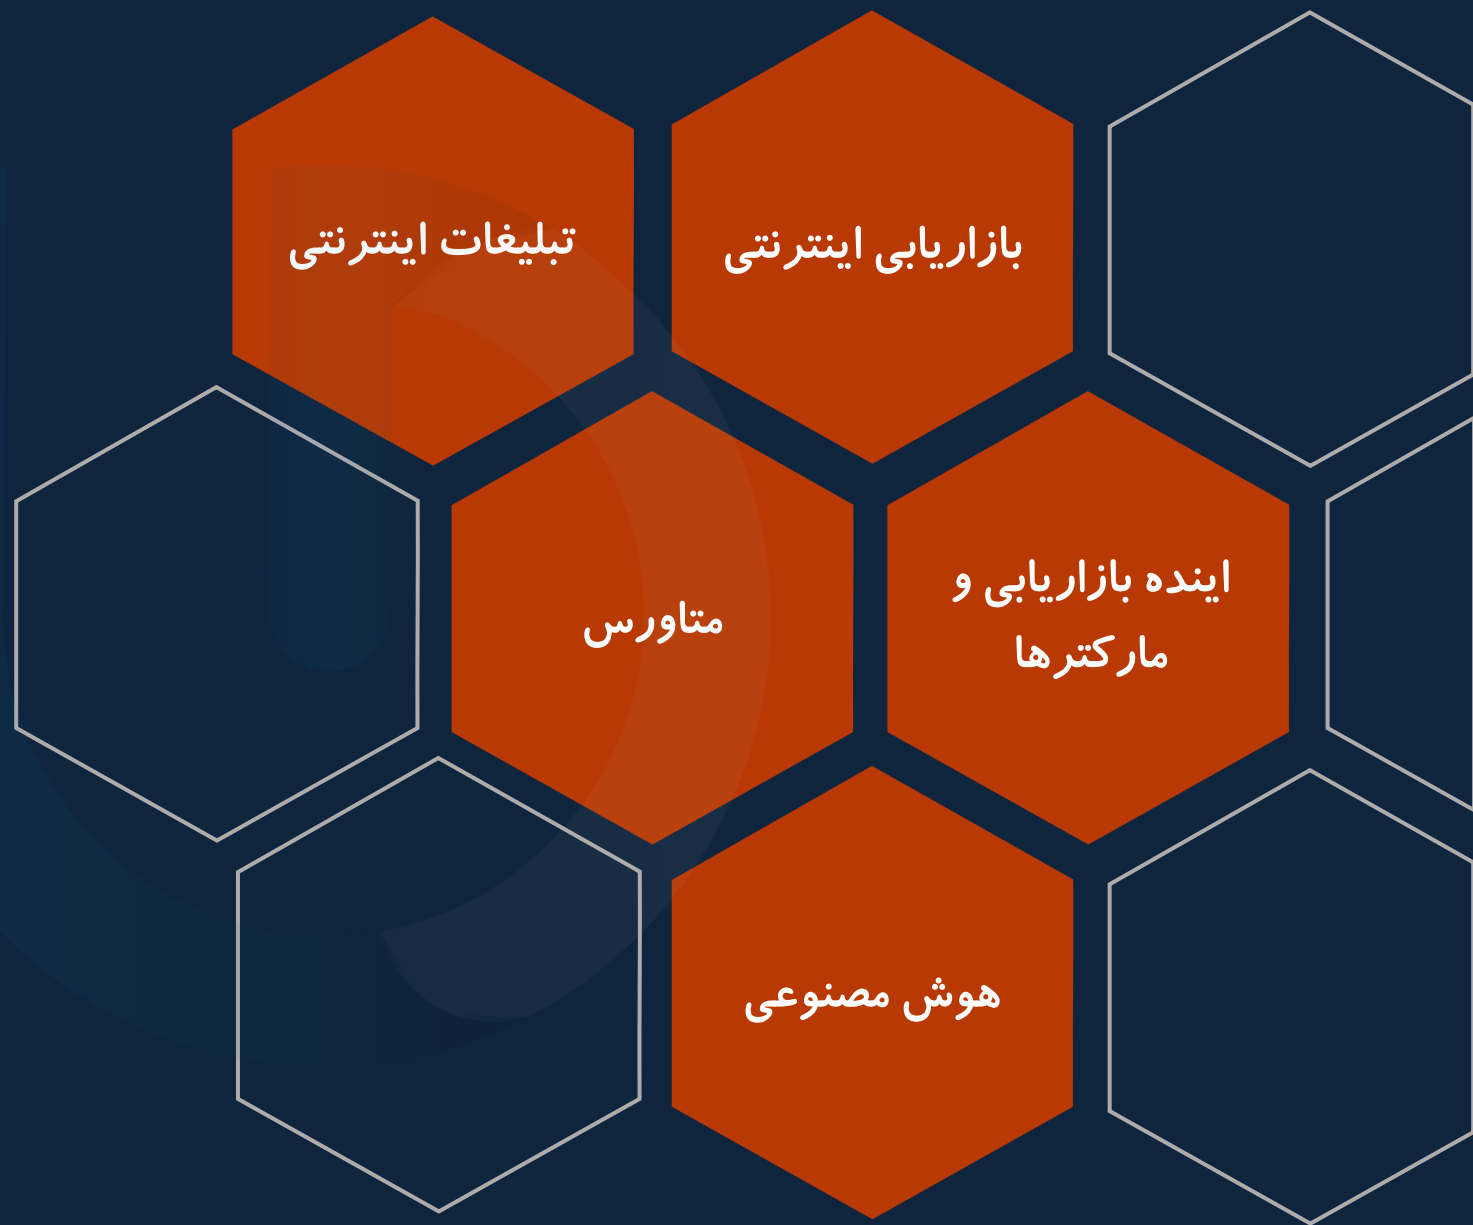 بازاریابی اینترنتی
تبلیغات اینترنتی
اینده بازاریابی و
مارکترها
متاورس
هوش مصنوعی